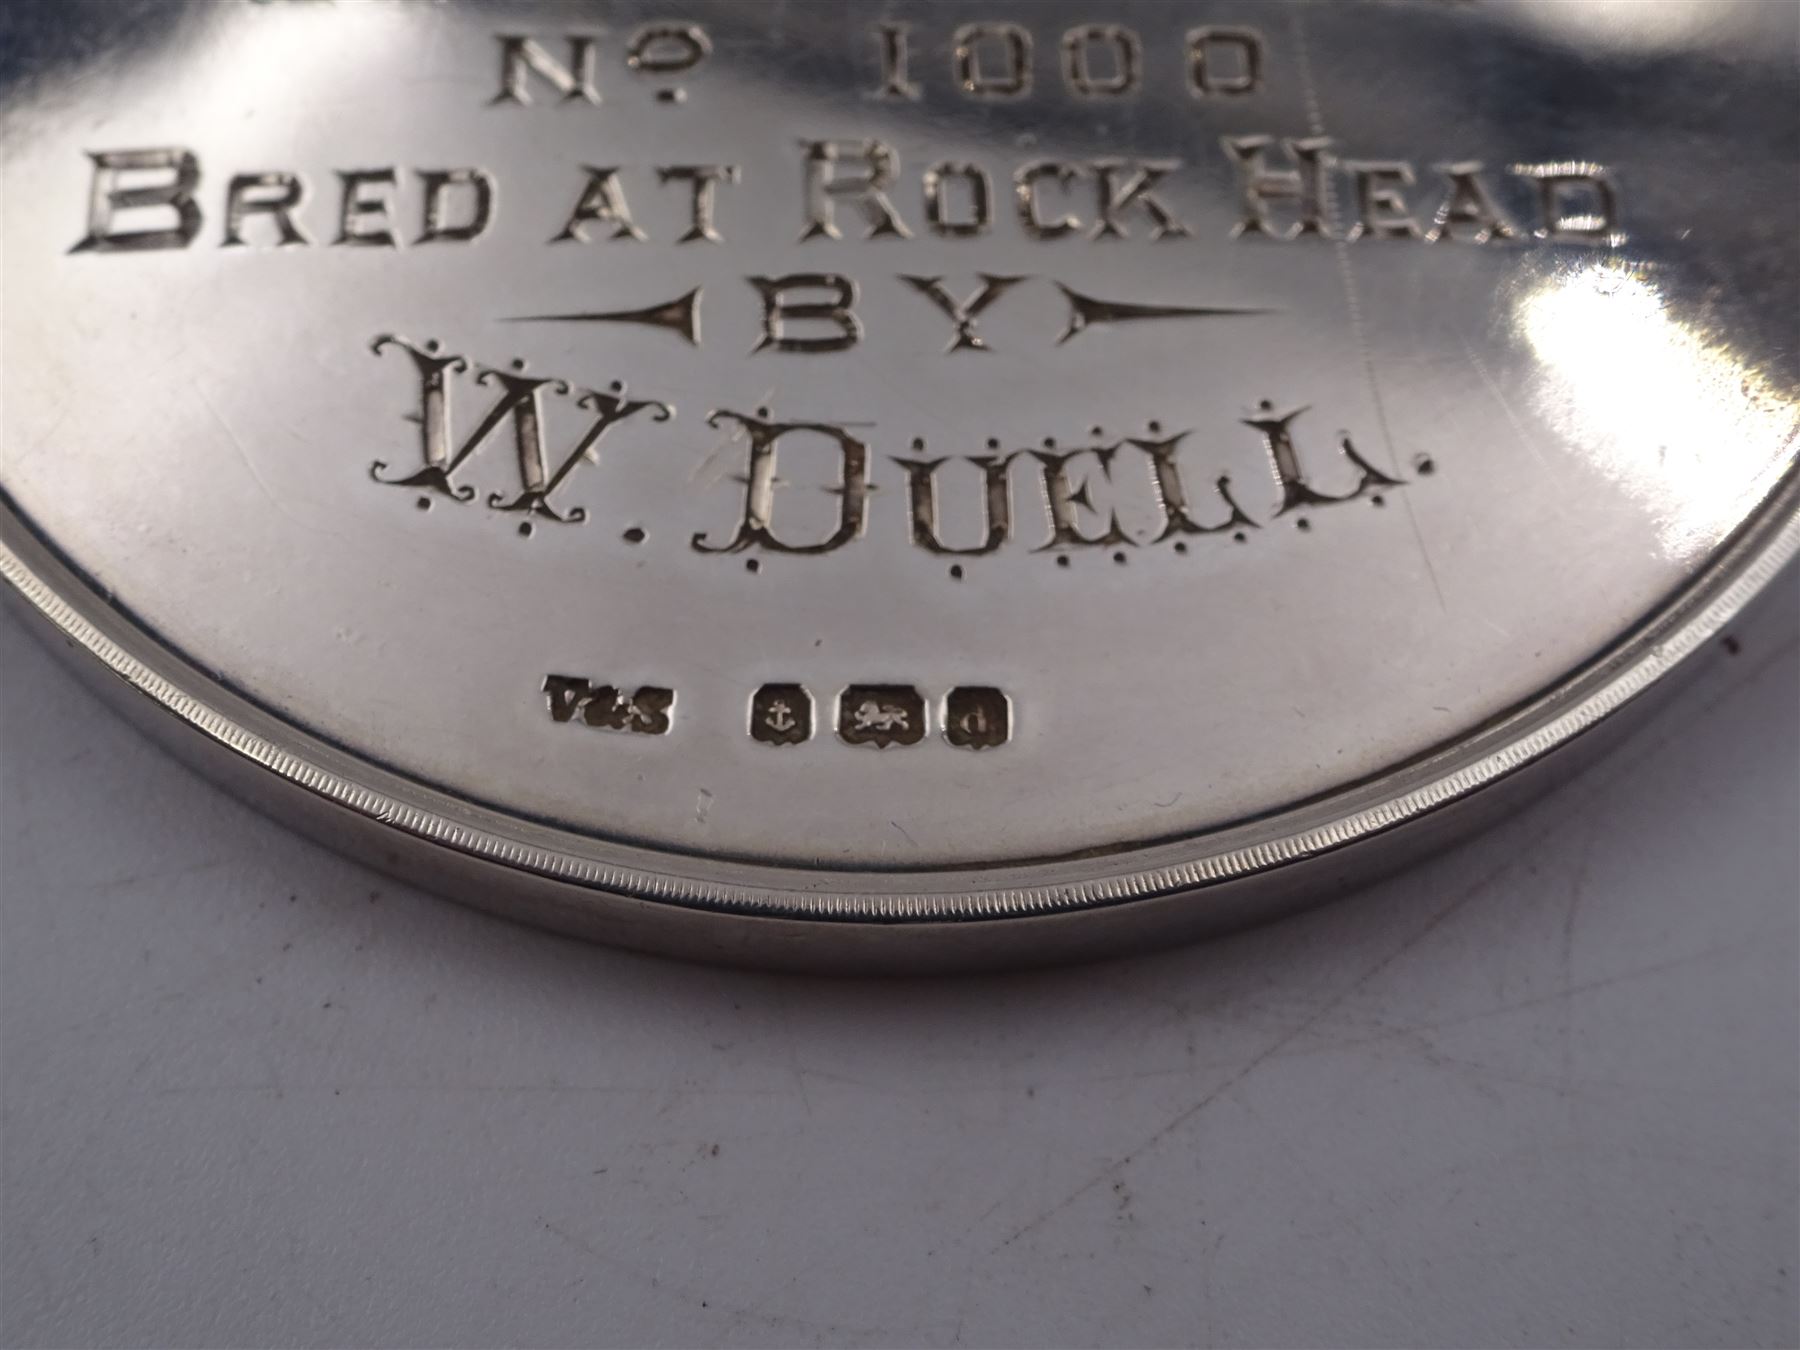 No 1000
BRED AT ROCK HEAD
BY
W. DUELL.
V&S d